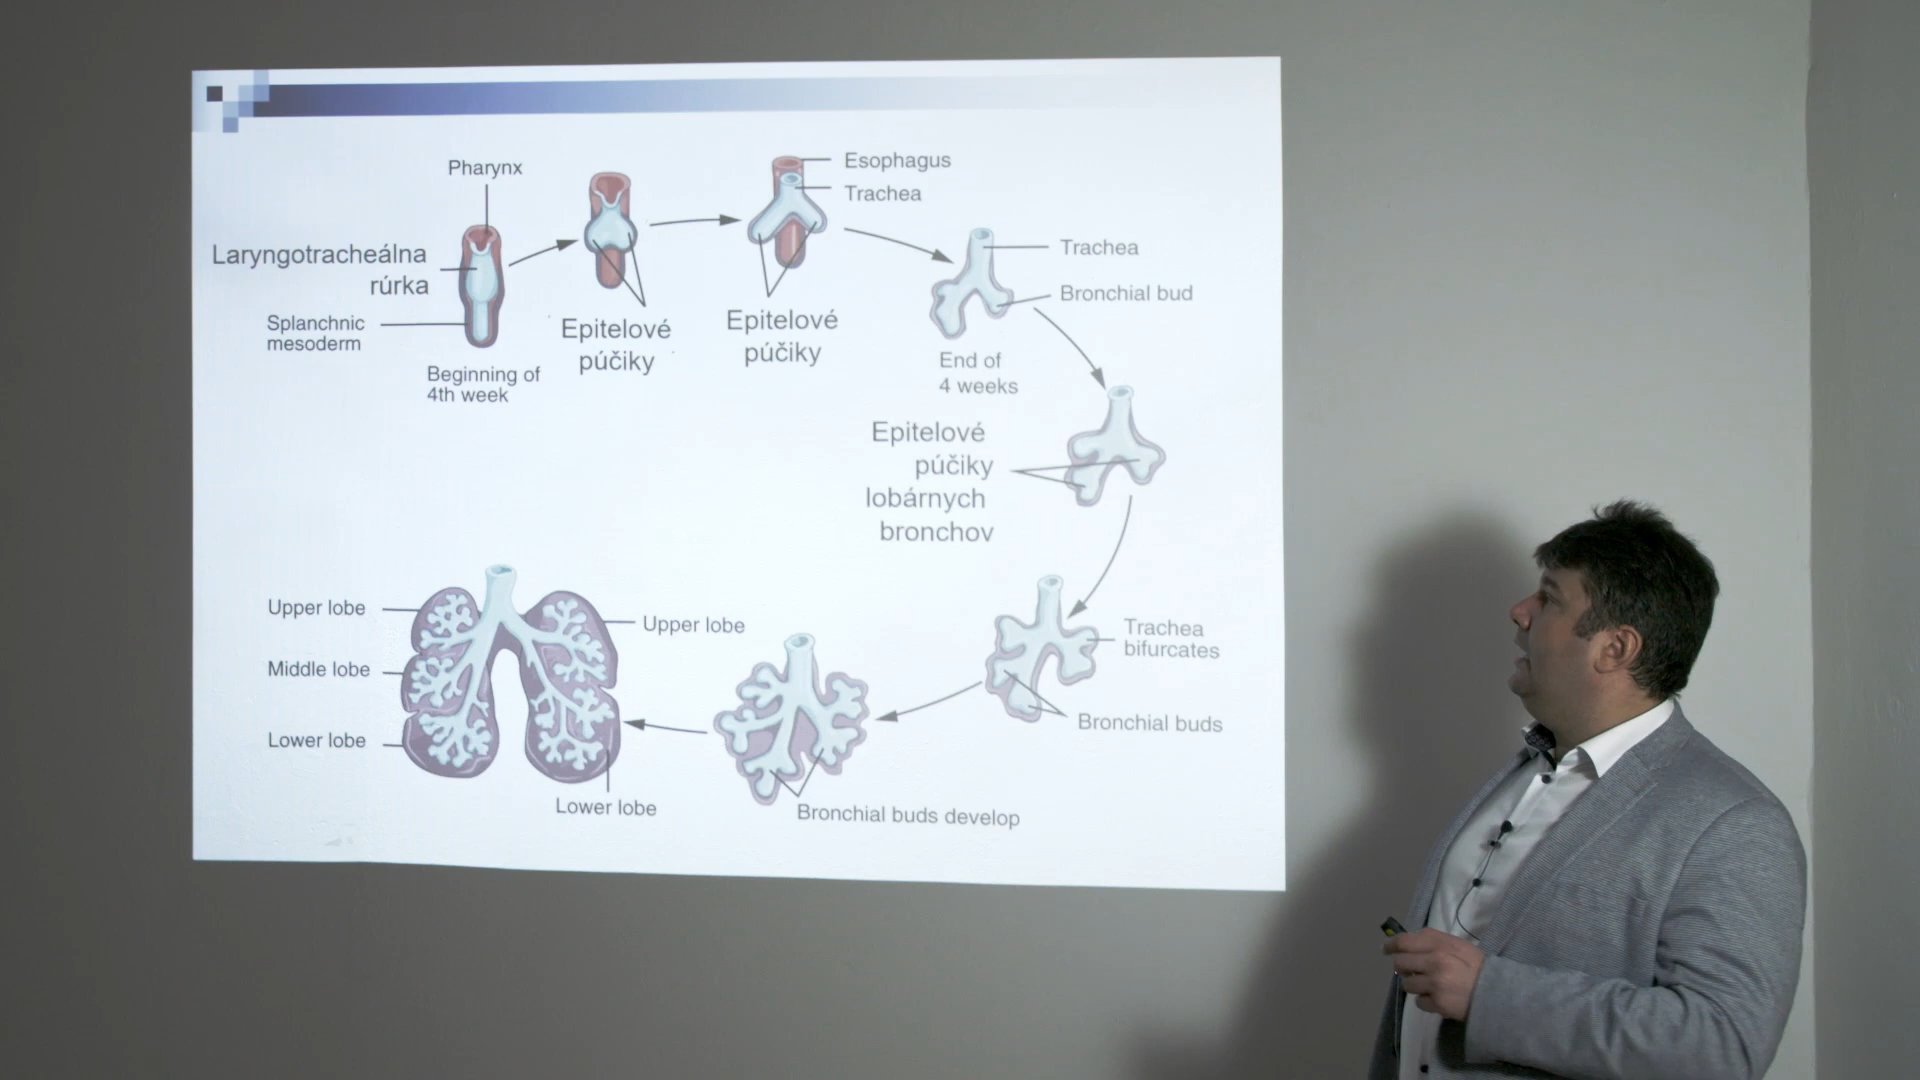 Pharynx
Laryngotracheálna
rúrka
Splanchnic
mesoderm
Beginning of
4th week
Epitelové
púčiky
Esophagus
Trachea
Epitelové
púčiky
Trachea
Bronchial bud
End of
4 weeks
Epitelové
púčiky
lobárnych
bronchov
Trachea
bifurcates
Bronchial buds
Bronchial buds develop
Upper lobe
Middle lobe
Lower lobe
Upper lobe
Lower lobe